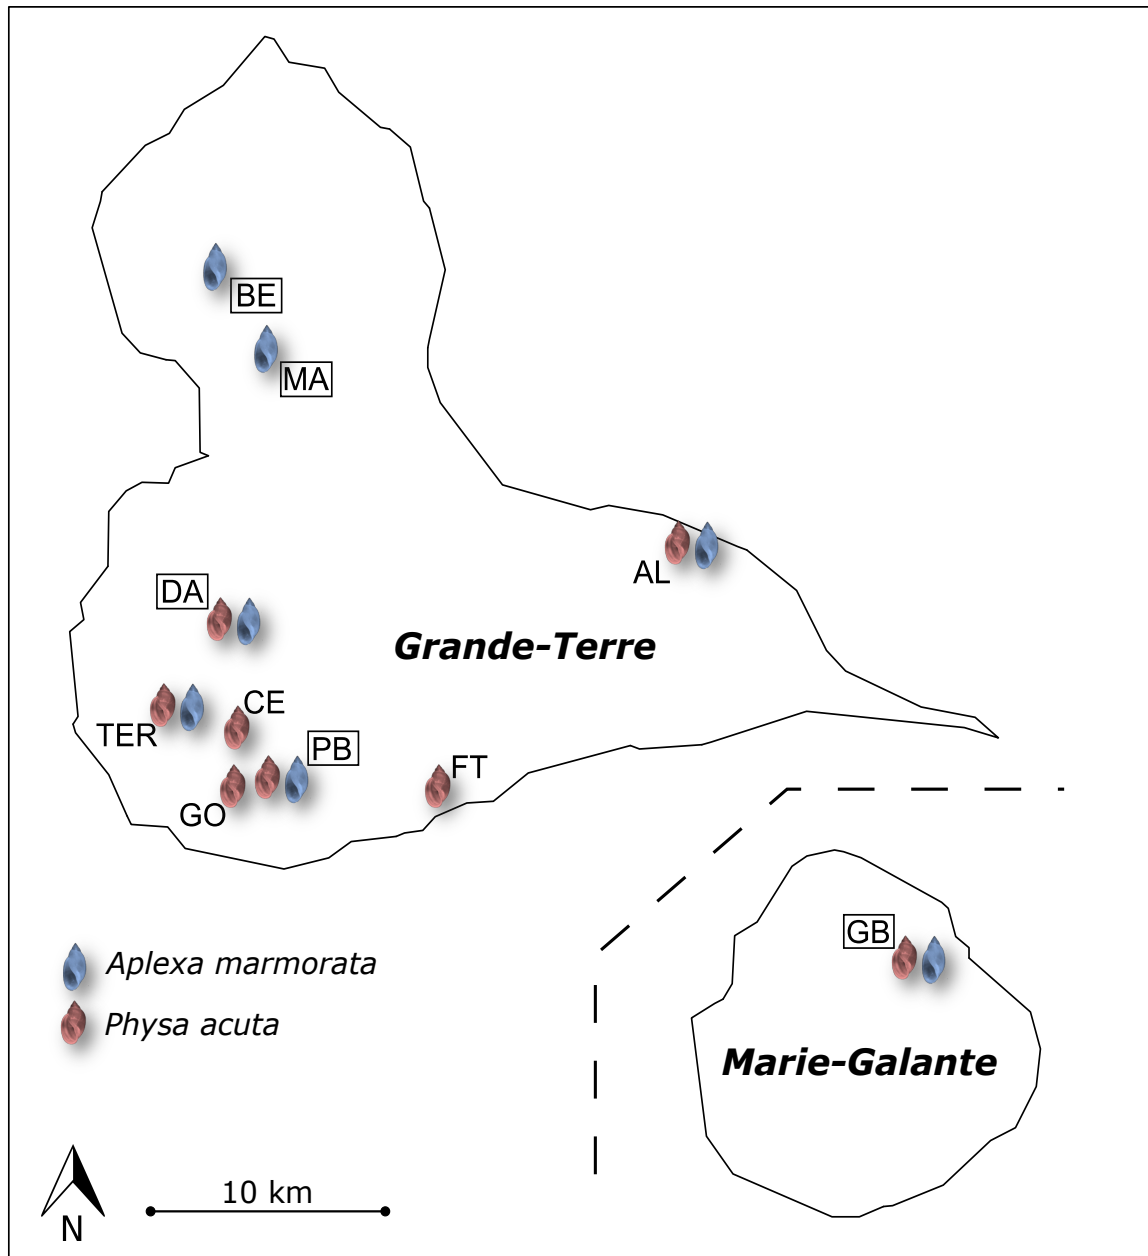 BE
MA
AL
DA
Grande-Terre
CE
TER
PB
FT
GO
GB
Aplexa marmorata
Physa acuta
Marie-Galante
10 km
N